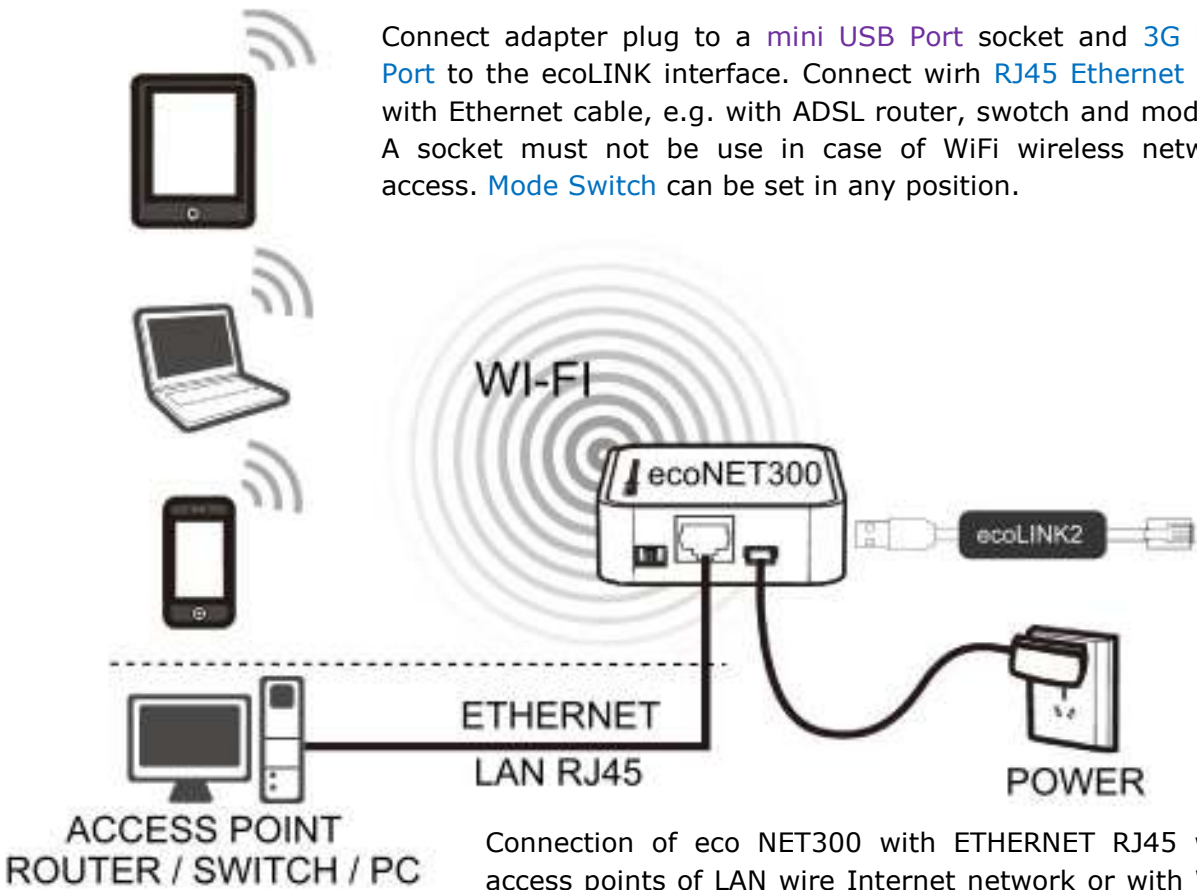 Connect adapter plug to a mini USB Port socket and 3G
Port to the ecoLINK interface. Connect wirh RJ45 Ethernet
with Ethernet cable, e.g. with ADSL router, swotch and mod
A socket must not be use in case of WiFi wireless netw
access. Mode Switch can be set in any position.
WI-FI
ecoNET300
ecoLINK2
ETHERNET
LAN RJ45
POWER
ACCESS POINT
ROUTER / SWITCH / PC
Connection of eco NET300 with ETHERNET RJ45
access points of LAN wire Internet network or with